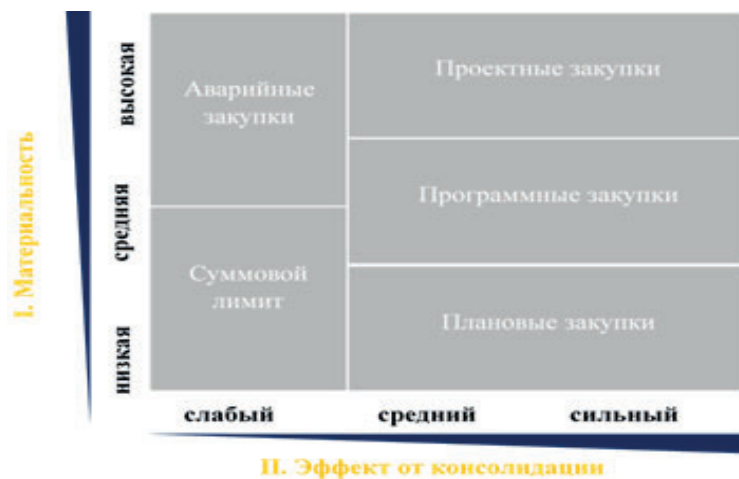 I. Материальность
высокая
средняя
низкая
Аварийные
закупки
Суммовой
лимит
Проектные закупки
Программные закупки
Плановые закупки
слабый
средний
сильный
II. Эффект от консолидации